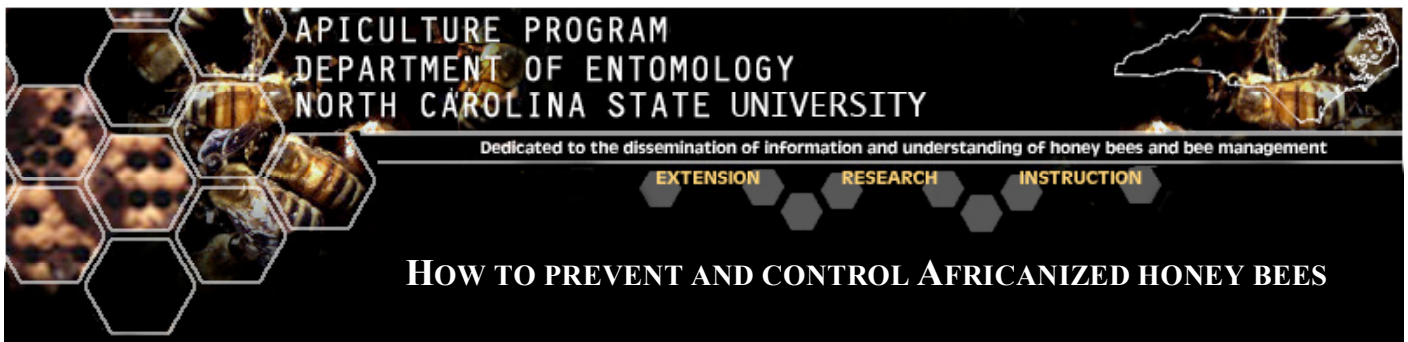 APICULTURE PROGRAM
DEPARTMENT OF ENTOMOLOGY
NORTH CAROLINA STATE UNIVERSITY
Dedicated to the dissemination of information and understanding of honey bees and bee management
EXTENSION RESEARCH INSTRUCTION
HOW TO PREVENT AND CONTROL AFRICANIZED HONEY BEES